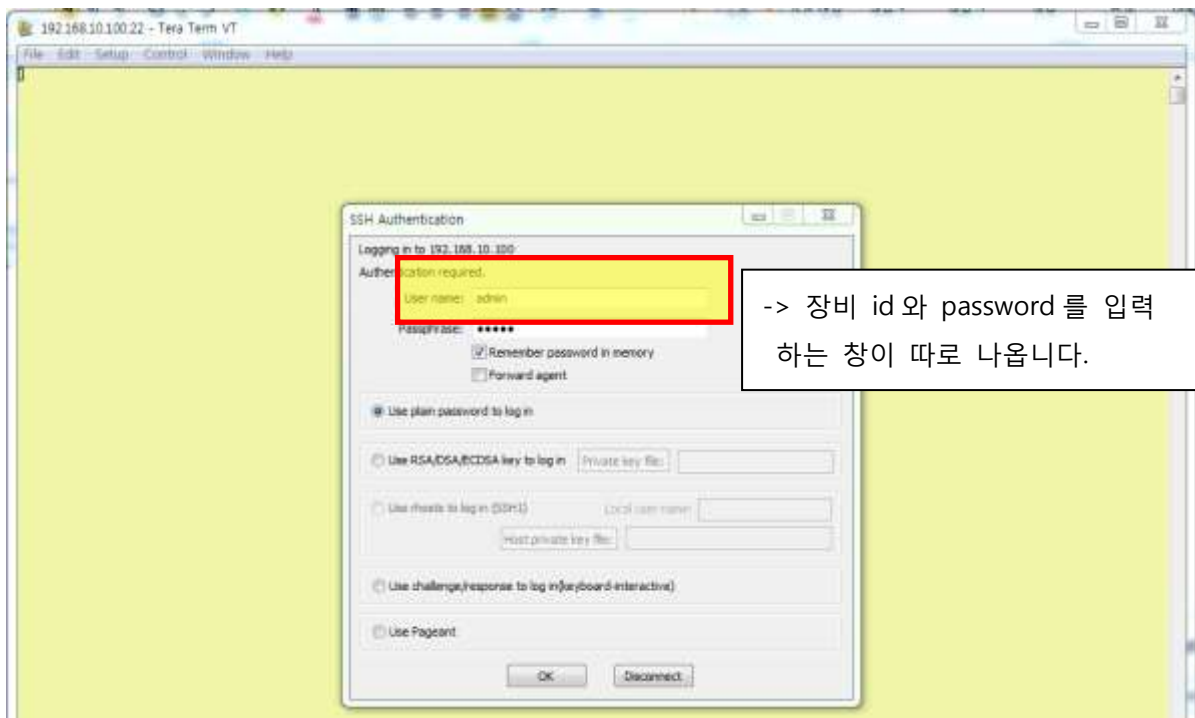 192.168.10.100:22 - Tera Term VT
File Edit Setup Control Window Help
SSH Authentication
Logging in to 192.168.10.100
Authentication required.
User name: admin
Passphrase: •••••
Remember password in memory
Forward agent
-> 장비 id 와 password 를 입력
하는 창이 따로 나옵니다.
Use plain password to log in
Use RSA/DSA/ECDSA key to log in Private key file:
Use rhosts to log in (SSH1) Local user name:
Host private key file:
Use challenge/response to log in(keyboard-interactive)
Use Pageant
OK Disconnect